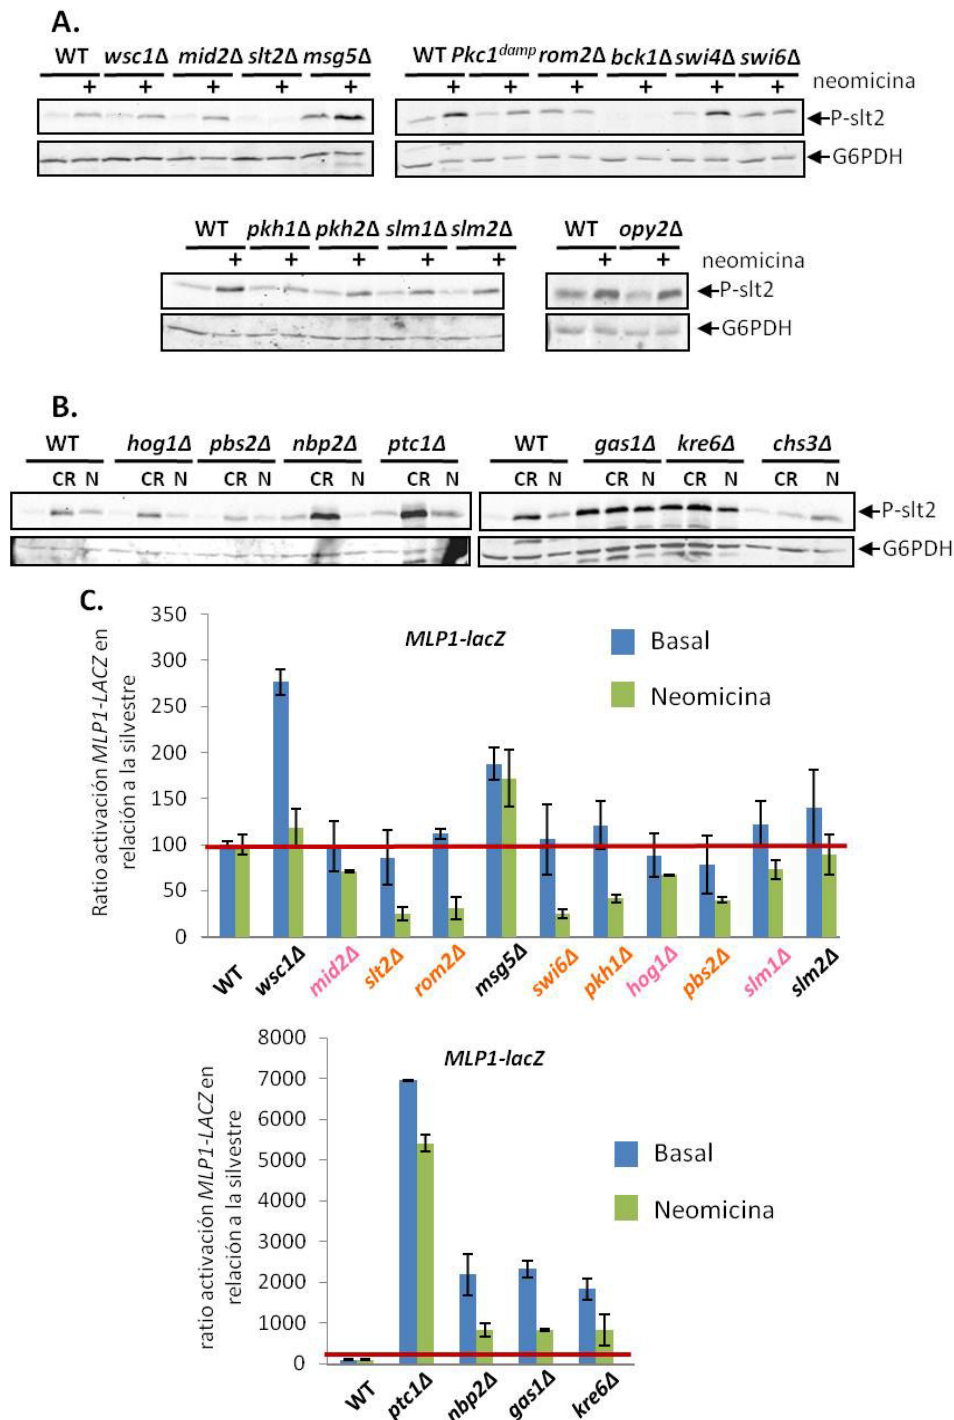 A.
WT wsc1Δ mid2Δ slt2Δ msg5Δ WT Pkc1damp rom2Δ bck1Δ swi4Δ swi6Δ
+ + + + + + + + + + + neomicina
P-slt2
G6PDH
WT pkh1Δ pkh2Δ slm1Δ slm2Δ WT opy2Δ
+ + + + + + + neomicina
P-slt2
G6PDH
B.
WT hog1Δ pbs2Δ nbp2Δ ptc1Δ WT gas1Δ kre6Δ chs3Δ
CR N CR N CR N CR N CR N CR N CR N CR N CR N
P-slt2
G6PDH
C.
MLP1-lacZ
Ratio activación MLP1-LACZ en
relación a la silvestre
350
300
250
200
150
100
50
0
Basal
Neomicina
WT wsc1Δ mid2Δ slt2Δ rom2Δ msg5Δ swi6Δ pkh1Δ hog1Δ pbs2Δ slm1Δ slm2Δ
MLP1-lacZ
ratio activación MLP1-LACZ en
relación a la silvestre
8000
7000
6000
5000
4000
3000
2000
1000
0
Basal
Neomicina
WT ptc1Δ nbp2Δ gas1Δ kre6Δ